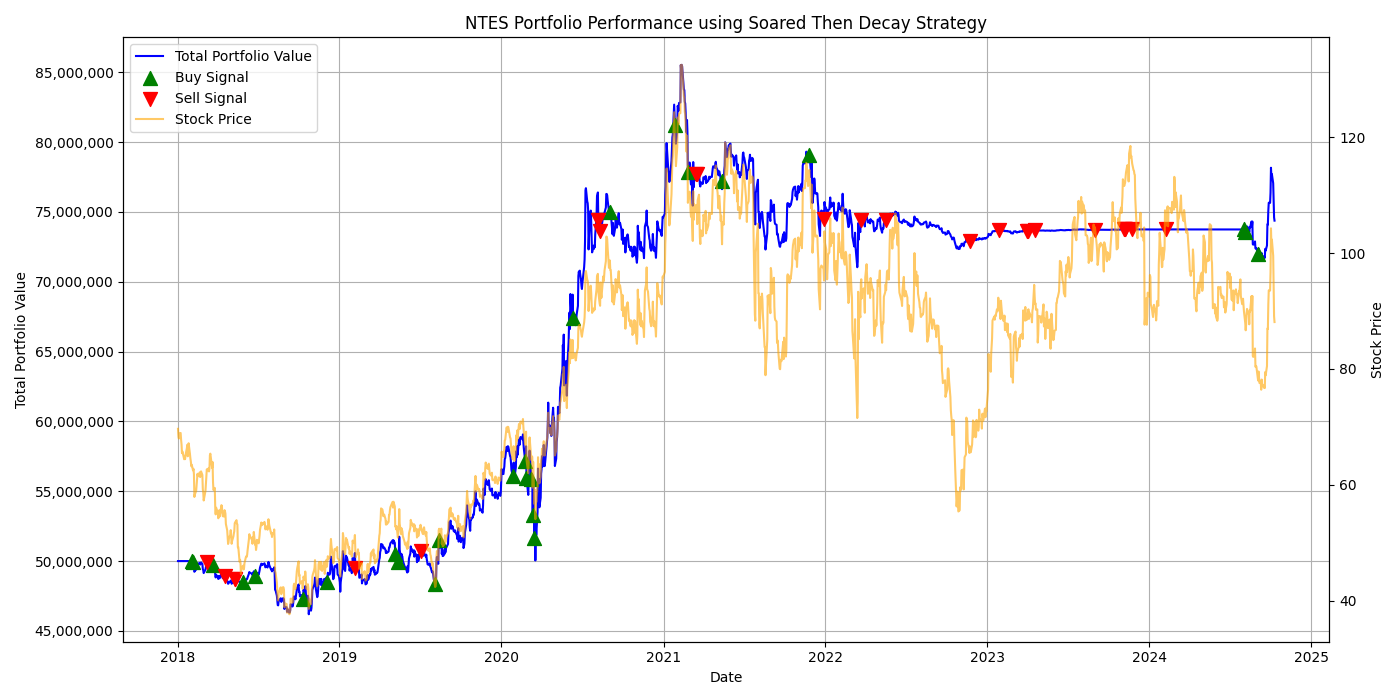 NTES Portfolio Performance using Soared Then Decay Strategy
Total Portfolio Value
Buy Signal
Sell Signal
Stock Price
85,000,000
80,000,000
75,000,000
70,000,000
65,000,000
60,000,000
55,000,000
50,000,000
45,000,000
Total Portfolio Value
120
100
80
60
40
Stock Price
2018
2019
2020
2021
2022
2023
2024
2025
Date